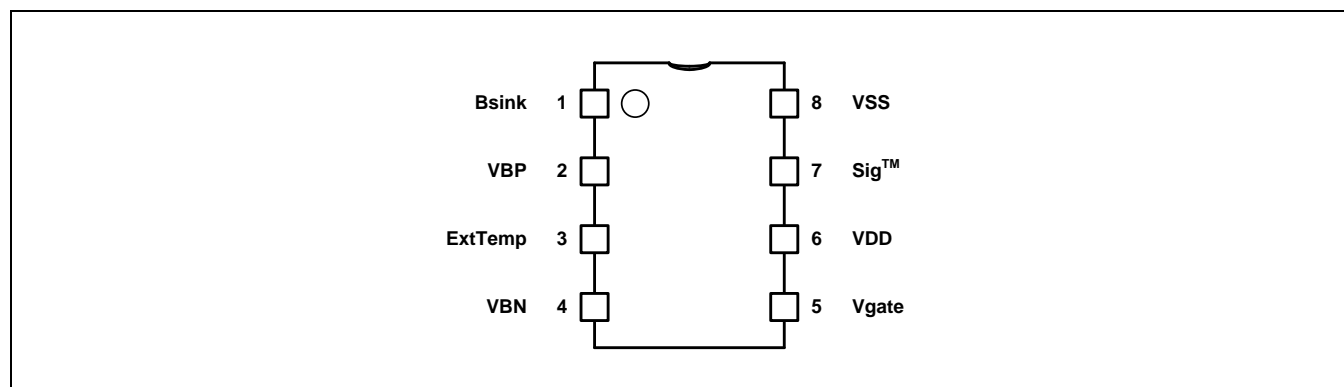 Bsink 1 8 VSS
VBP 2 7 Sig™
ExtTemp 3 6 VDD
VBN 4 5 Vgate